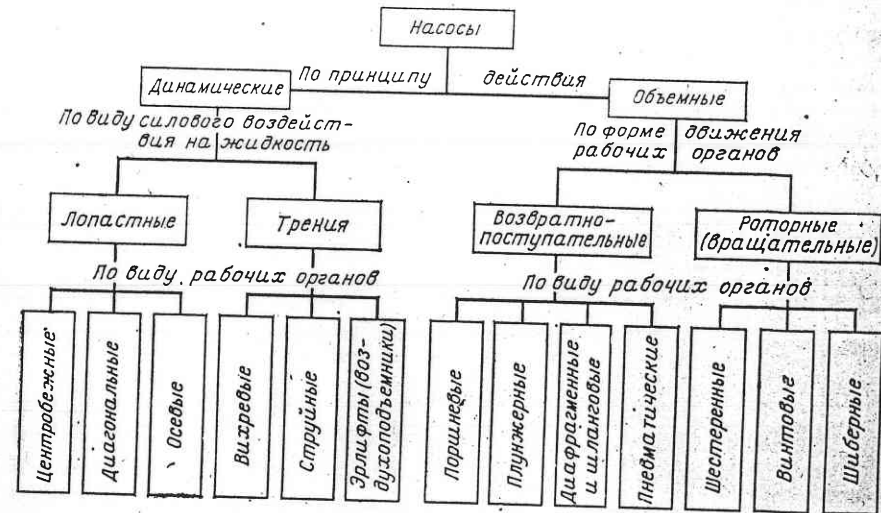 Насосы
По принципу действия
Динамические
Объемные
По виду силового воздейст-
вия на жидкость
По форме движения
рабочих органов
Лопастные
Трения
Возвратно-
поступательные
Роторные
(вращательные)
По виду рабочих органов
По виду рабочих органов
Центробежные
Диагональные
Осевые
Вихревые
Струйные
Эрлифты (воз-
духоподъемники)
Поршневые
Плунжерные
Диафрагменные
и шланговые
Пневматические
Шестеренные
Винтовые
Шиберные